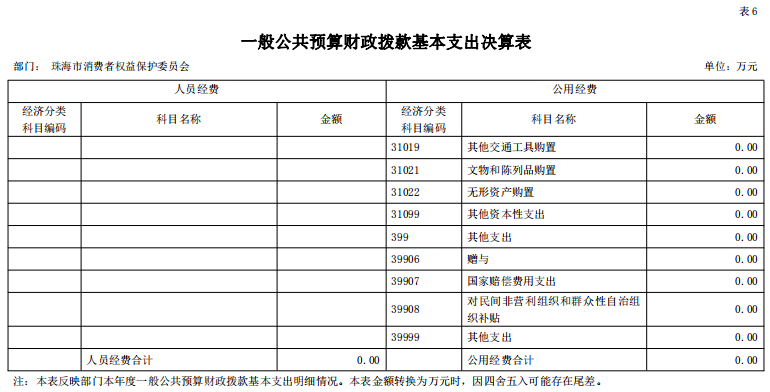 表6
一般公共预算财政拨款基本支出决算表
部门： 珠海市消费者权益保护委员会 单位：万元
人员经费 公用经费
经济分类科目编码 科目名称 金额 经济分类科目编码 科目名称 金额
31019 其他交通工具购置 0.00
31021 文物和陈列品购置 0.00
31022 无形资产购置 0.00
31099 其他资本性支出 0.00
399 其他支出 0.00
39906 赠与 0.00
39907 国家赔偿费用支出 0.00
39908 对民间非营利组织和群众性自治组织补贴 0.00
39999 其他支出 0.00
人员经费合计 0.00 公用经费合计 0.00
注：本表反映部门本年度一般公共预算财政拨款基本支出明细情况。本表金额转换为万元时，因四舍五入可能存在尾差。